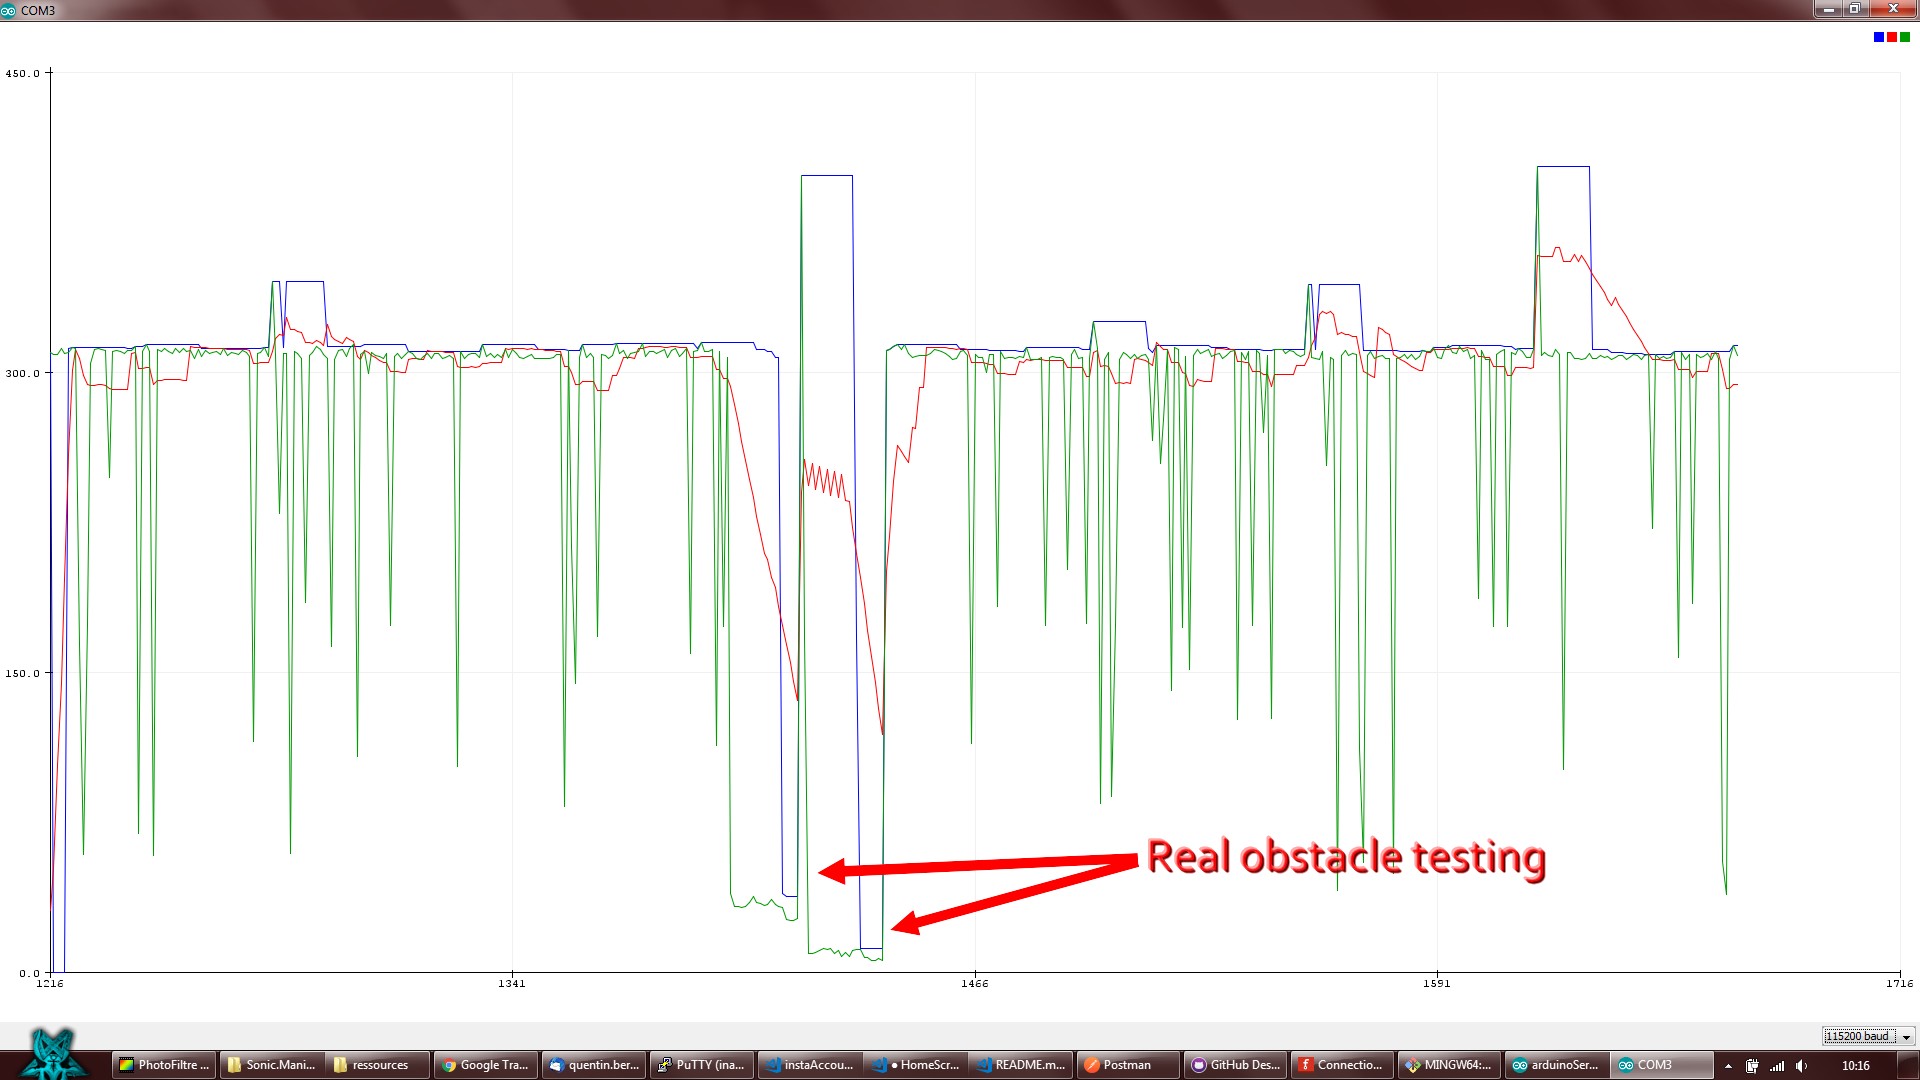 COM3
450.0
300.0
150.0
0.0
1216
1341
1466
1591
1716
Real obstacle testing
115200 baud
PhotoFiltre ...
Sonic.Mani...
ressources
Google Tra...
quentin.ber...
PuTTY (ina...
instaAccou...
● HomeScr...
README.m...
Postman
GitHub Des...
Connectio...
MINGW64:...
arduinoSer...
COM3
10:16